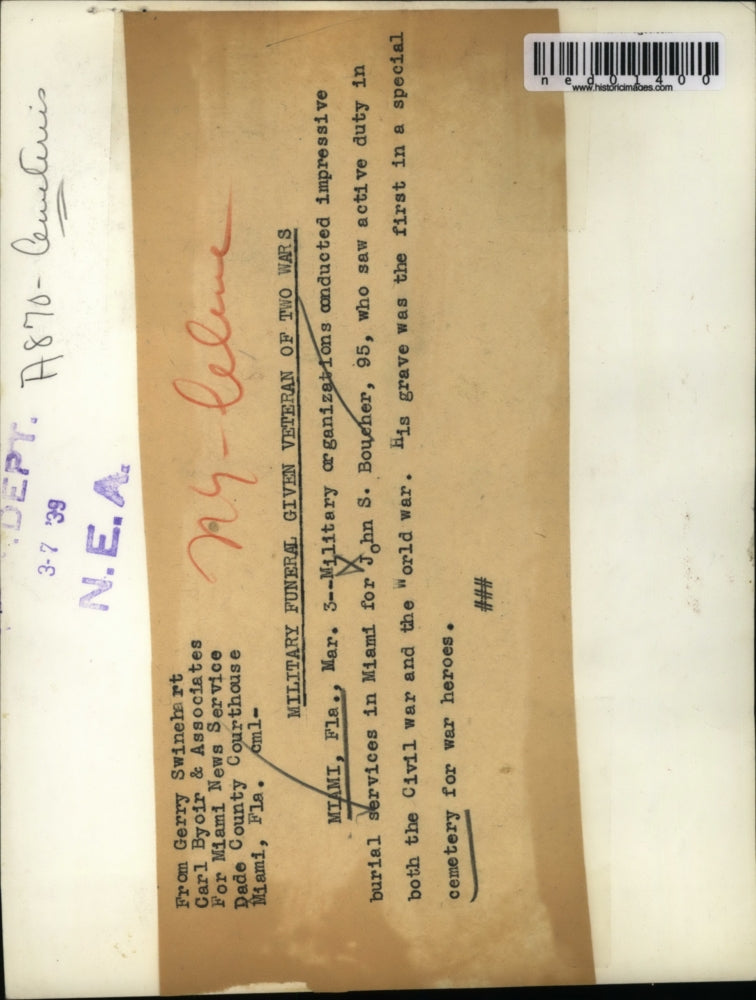 ned01400
www.historicimages.com
A870- Cemeteries
DEPT.
3-7 '39
N.E.A.
NY-Celeve
From Gerry Swinehart
Carl Byoir & Associates
For Miami News Service
Dade County Courthouse
Miami, Fla. cml-
MILITARY FUNERAL GIVEN VETERAN OF TWO WARS
MIAMI, Fla., Mar. 3--Military organizations conducted impressive
burial services in Miami for John S. Boucher, 95, who saw active duty in
both the Civil war and the World war. His grave was the first in a special
cemetery for war heroes.
###